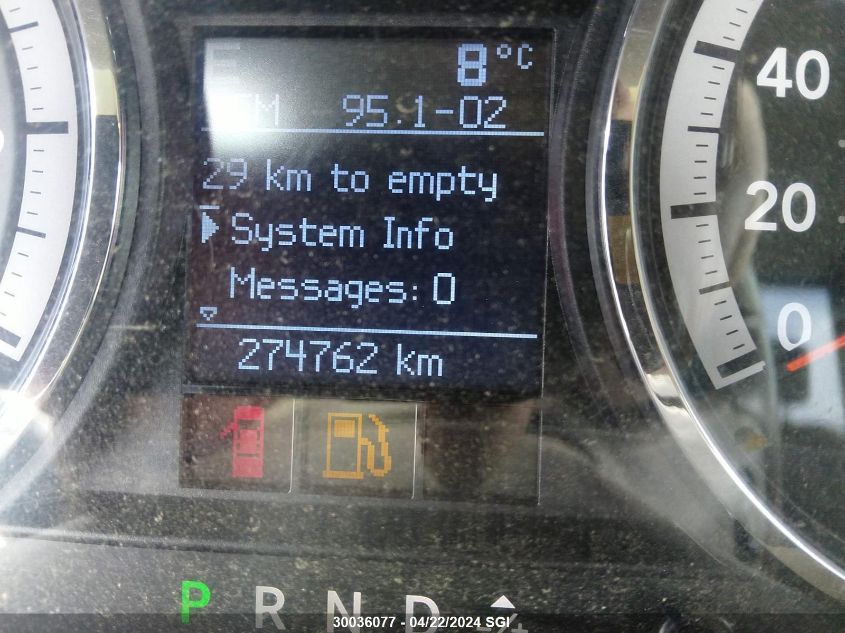 8°C
FM 95.1-02
29 km to empty
System Info
Messages: 0
274762 km
40
20
0
P R N D
30036077 - 04/22/2024 SGI